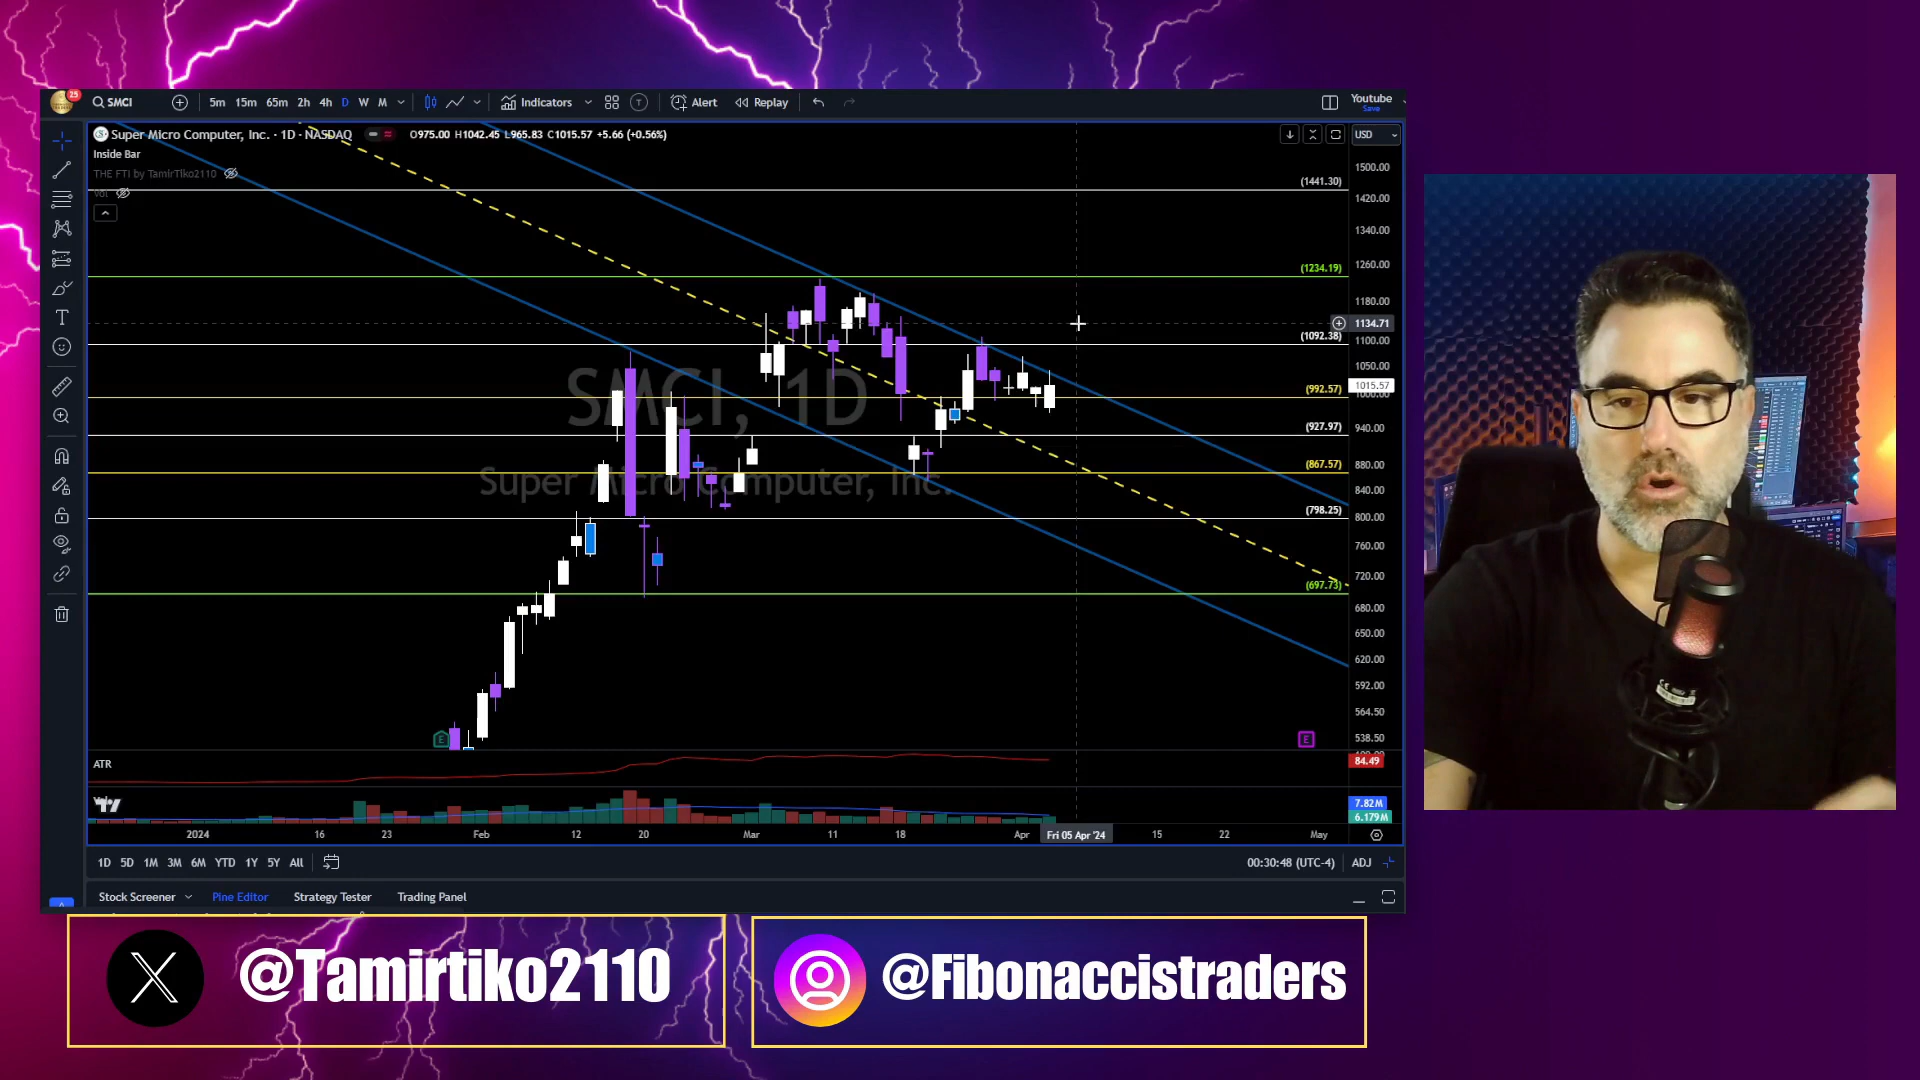 25
SMCI
5m 15m 65m 2h 4h D W M
Indicators
T
Alert
Replay
Youtube
Save
Super Micro Computer, Inc. · 1D · NASDAQ
O975.00 H1042.45 L965.83 C1015.57 +5.66 (+0.56%)
USD
Inside Bar
THE FTI by TamirTiko2110
Vol
1500.00
(1441.30)
1420.00
1340.00
(1234.19)
1260.00
1180.00
1134.71
(1092.38)
1100.00
1050.00
(992.57)
1015.57
1000.00
SMCI, 1D
(927.97)
940.00
(867.57)
880.00
Super Micro Computer, Inc.
840.00
(798.25)
800.00
760.00
720.00
(697.73)
680.00
650.00
620.00
592.00
564.50
538.50
E
E
ATR
84.49
7.82M
6.179M
2024 16 23 Feb 12 20 Mar 11 18 Apr Fri 05 Apr '24 15 22 May
1D 5D 1M 3M 6M YTD 1Y 5Y All
00:30:48 (UTC-4)
ADJ
Stock Screener
Pine Editor
Strategy Tester
Trading Panel
@Tamirtiko2110
@Fibonaccistraders